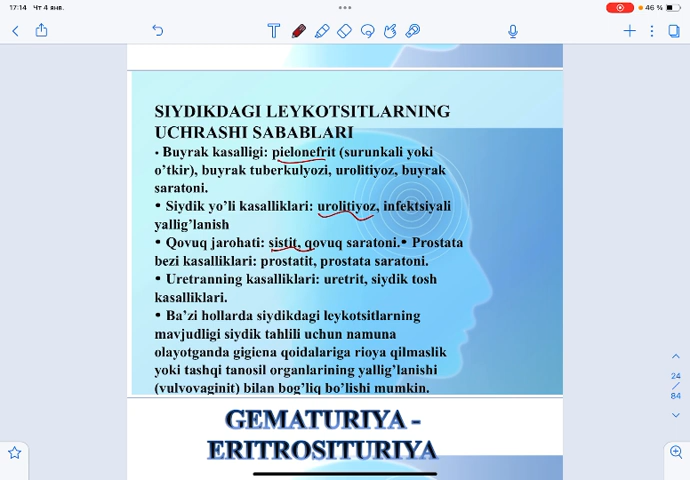 17:14 Чт 4 янв.
46 %
SIYDIKDAGI LEYKOTSITLARNING
UCHRASHI SABABLARI
• Buyrak kasalligi: pielonefrit (surunkali yoki
o’tkir), buyrak tuberkulyozi, urolitiyoz, buyrak
saratoni.
• Siydik yo’li kasalliklari: urolitiyoz, infektsiyali
yallig’lanish
• Qovuq jarohati: sistit, qovuq saratoni.• Prostata
bezi kasalliklari: prostatit, prostata saratoni.
• Uretranning kasalliklari: uretrit, siydik tosh
kasalliklari.
• Ba’zi hollarda siydikdagi leykotsitlarning
mavjudligi siydik tahlili uchun namuna
olayotganda gigiena qoidalariga rioya qilmaslik
yoki tashqi tanosil organlarining yallig’lanishi
(vulvovaginit) bilan bog’liq bo’lishi mumkin.
24
/
84
GEMATURIYA -
ERITROSITURIYA